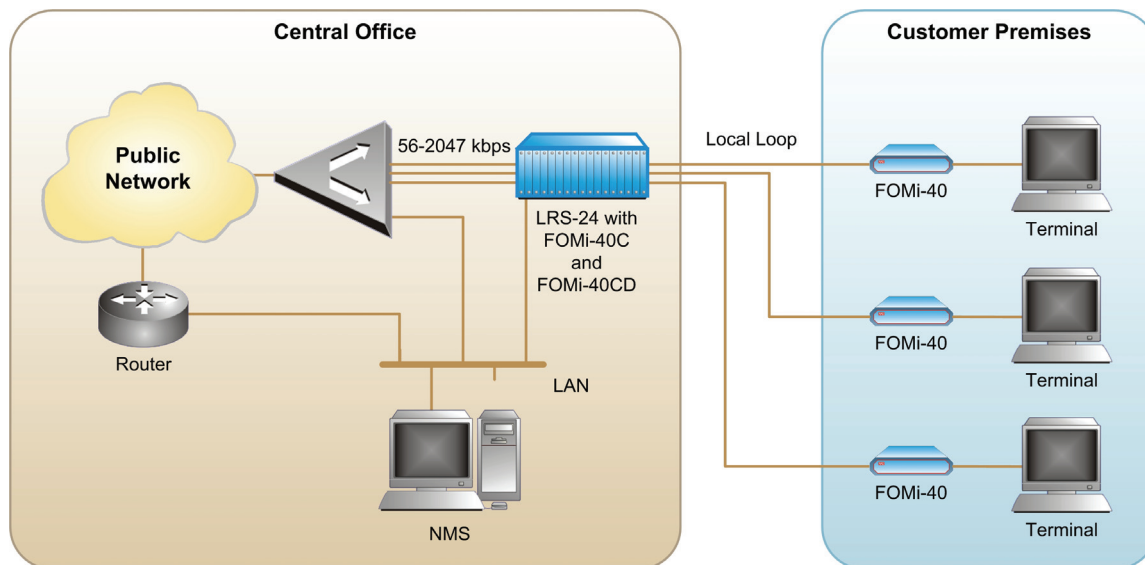 Central Office
Customer Premises
Public
Network
56-2047 kbps
Local Loop
LRS-24 with
FOMi-40C
and
FOMi-40CD
Router
LAN
NMS
FOMi-40
Terminal
FOMi-40
Terminal
FOMi-40
Terminal